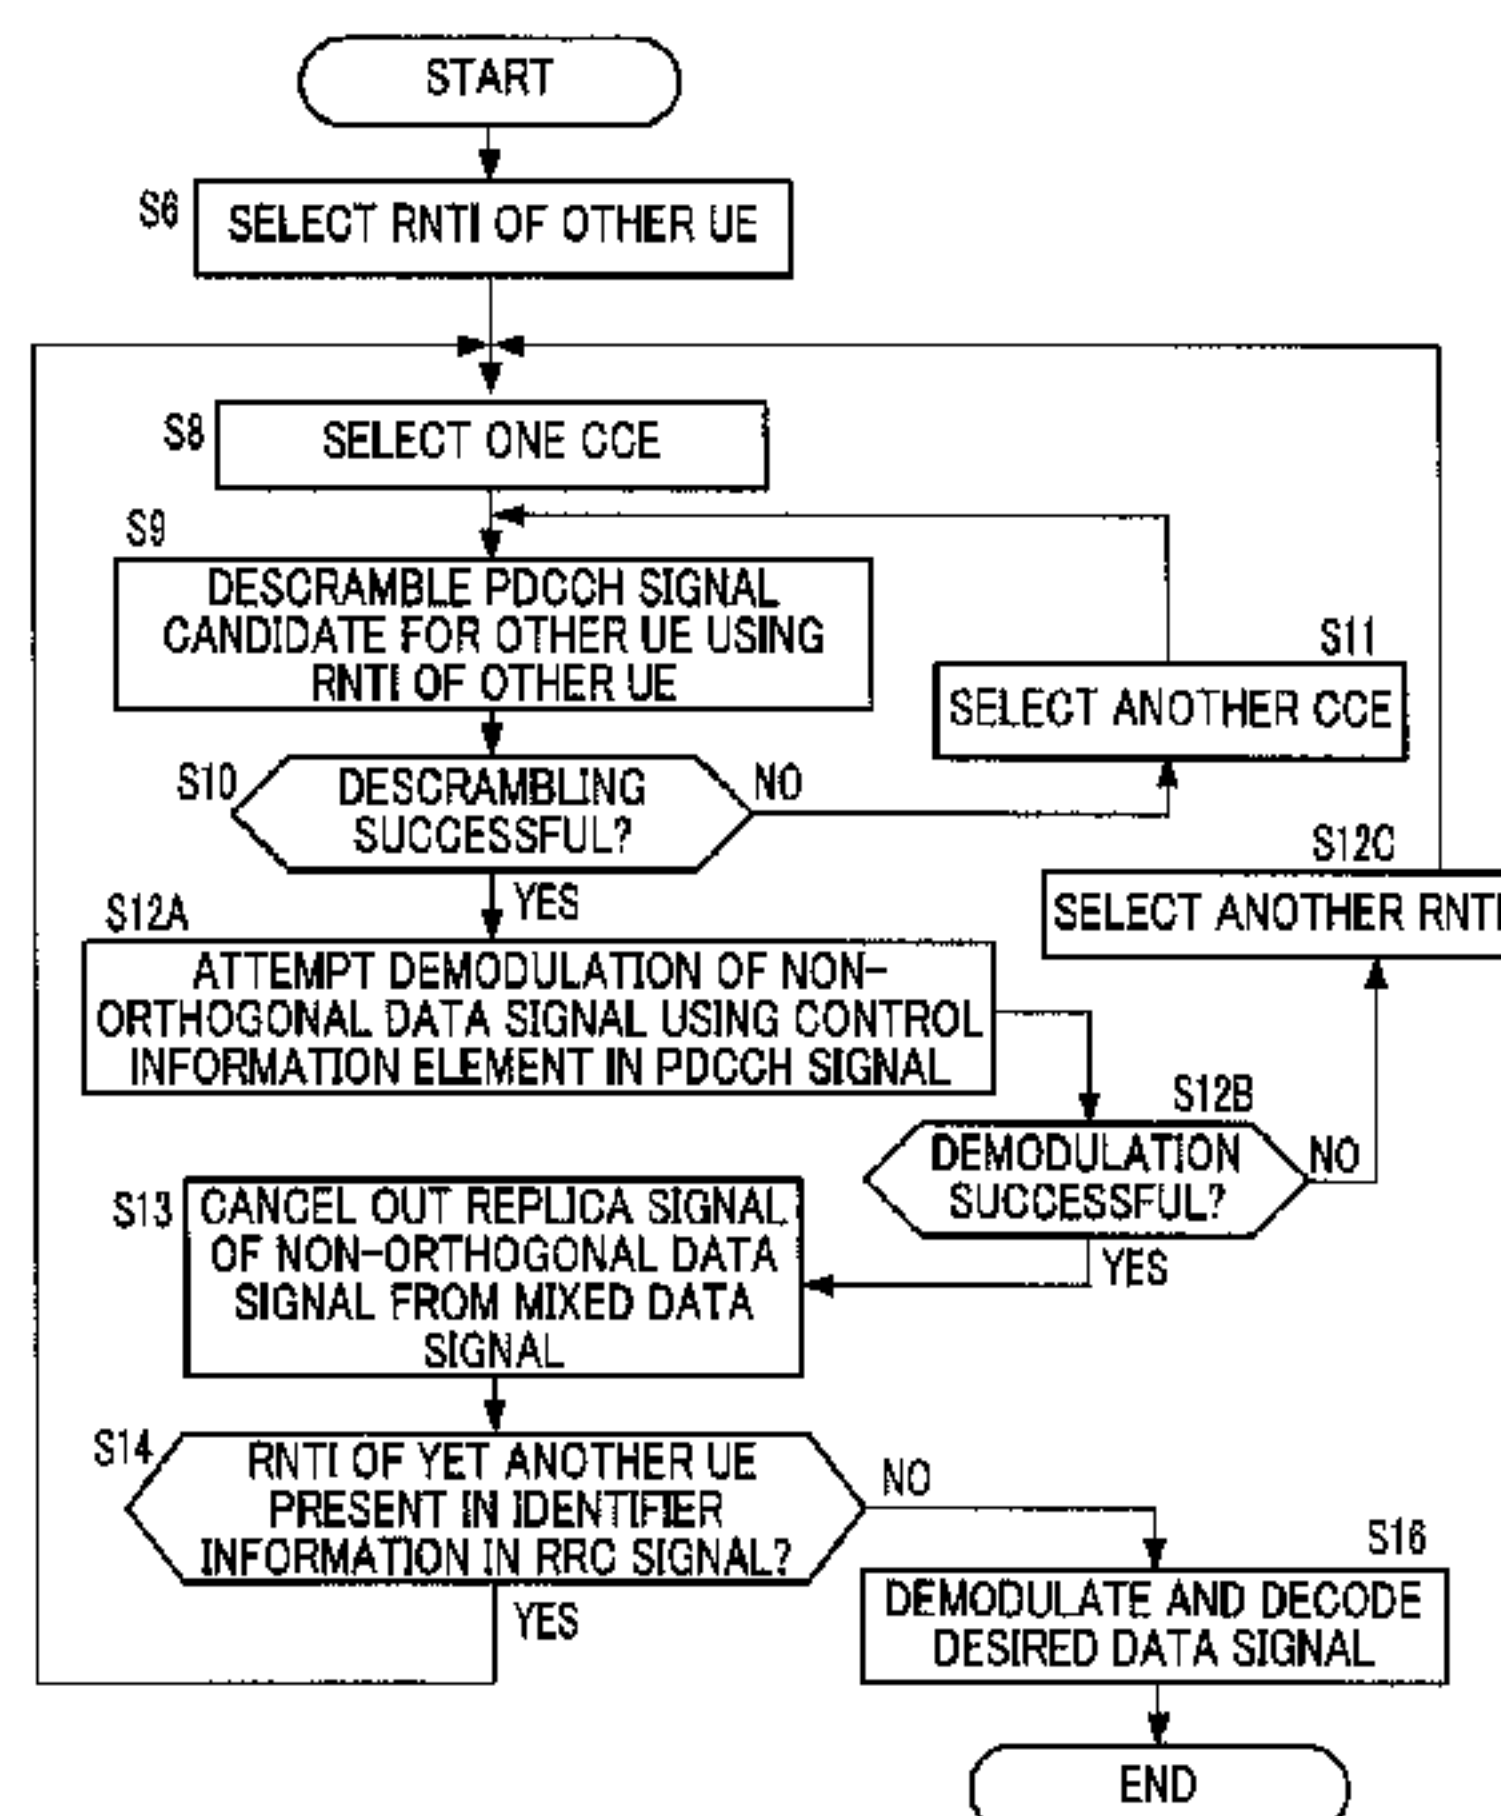 START
S6
SELECT RNTI OF OTHER UE
S8
SELECT ONE CCE
S9
DESCRAMBLE PDCCH SIGNAL
CANDIDATE FOR OTHER UE USING
RNTI OF OTHER UE
S11
SELECT ANOTHER CCE
S10
DESCRAMBLING
SUCCESSFUL?
NO
YES
S12C
SELECT ANOTHER RNTI
S12A
ATTEMPT DEMODULATION OF NON-
ORTHOGONAL DATA SIGNAL USING CONTROL
INFORMATION ELEMENT IN PDCCH SIGNAL
S12B
DEMODULATION
SUCCESSFUL?
NO
YES
S13
CANCEL OUT REPLICA SIGNAL
OF NON-ORTHOGONAL DATA
SIGNAL FROM MIXED DATA
SIGNAL
S14
RNTI OF YET ANOTHER UE
PRESENT IN IDENTIFIER
INFORMATION IN RRC SIGNAL?
NO
YES
S16
DEMODULATE AND DECODE
DESIRED DATA SIGNAL
END